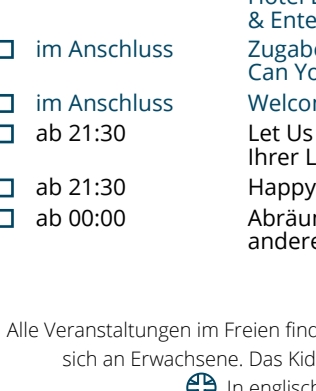 & Ente
im Anschluss Zugab
Can Yo
im Anschluss Welco
ab 21:30 Let Us
Ihrer L
ab 21:30 Happy
ab 00:00 Abräu
andere
Alle Veranstaltungen im Freien find
sich an Erwachsene. Das Kid
In englisch